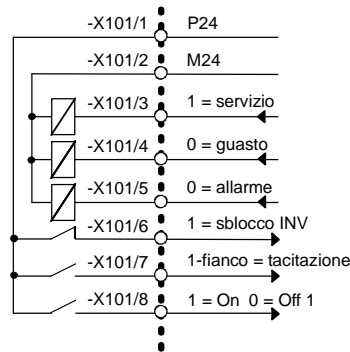 -X101/1 P24
-X101/2 M24
-X101/3 1 = servizio
-X101/4 0 = guasto
-X101/5 0 = allarme
-X101/6 1 = sblocco INV
-X101/7 1-fianco = tacitazione
-X101/8 1 = On 0 = Off 1